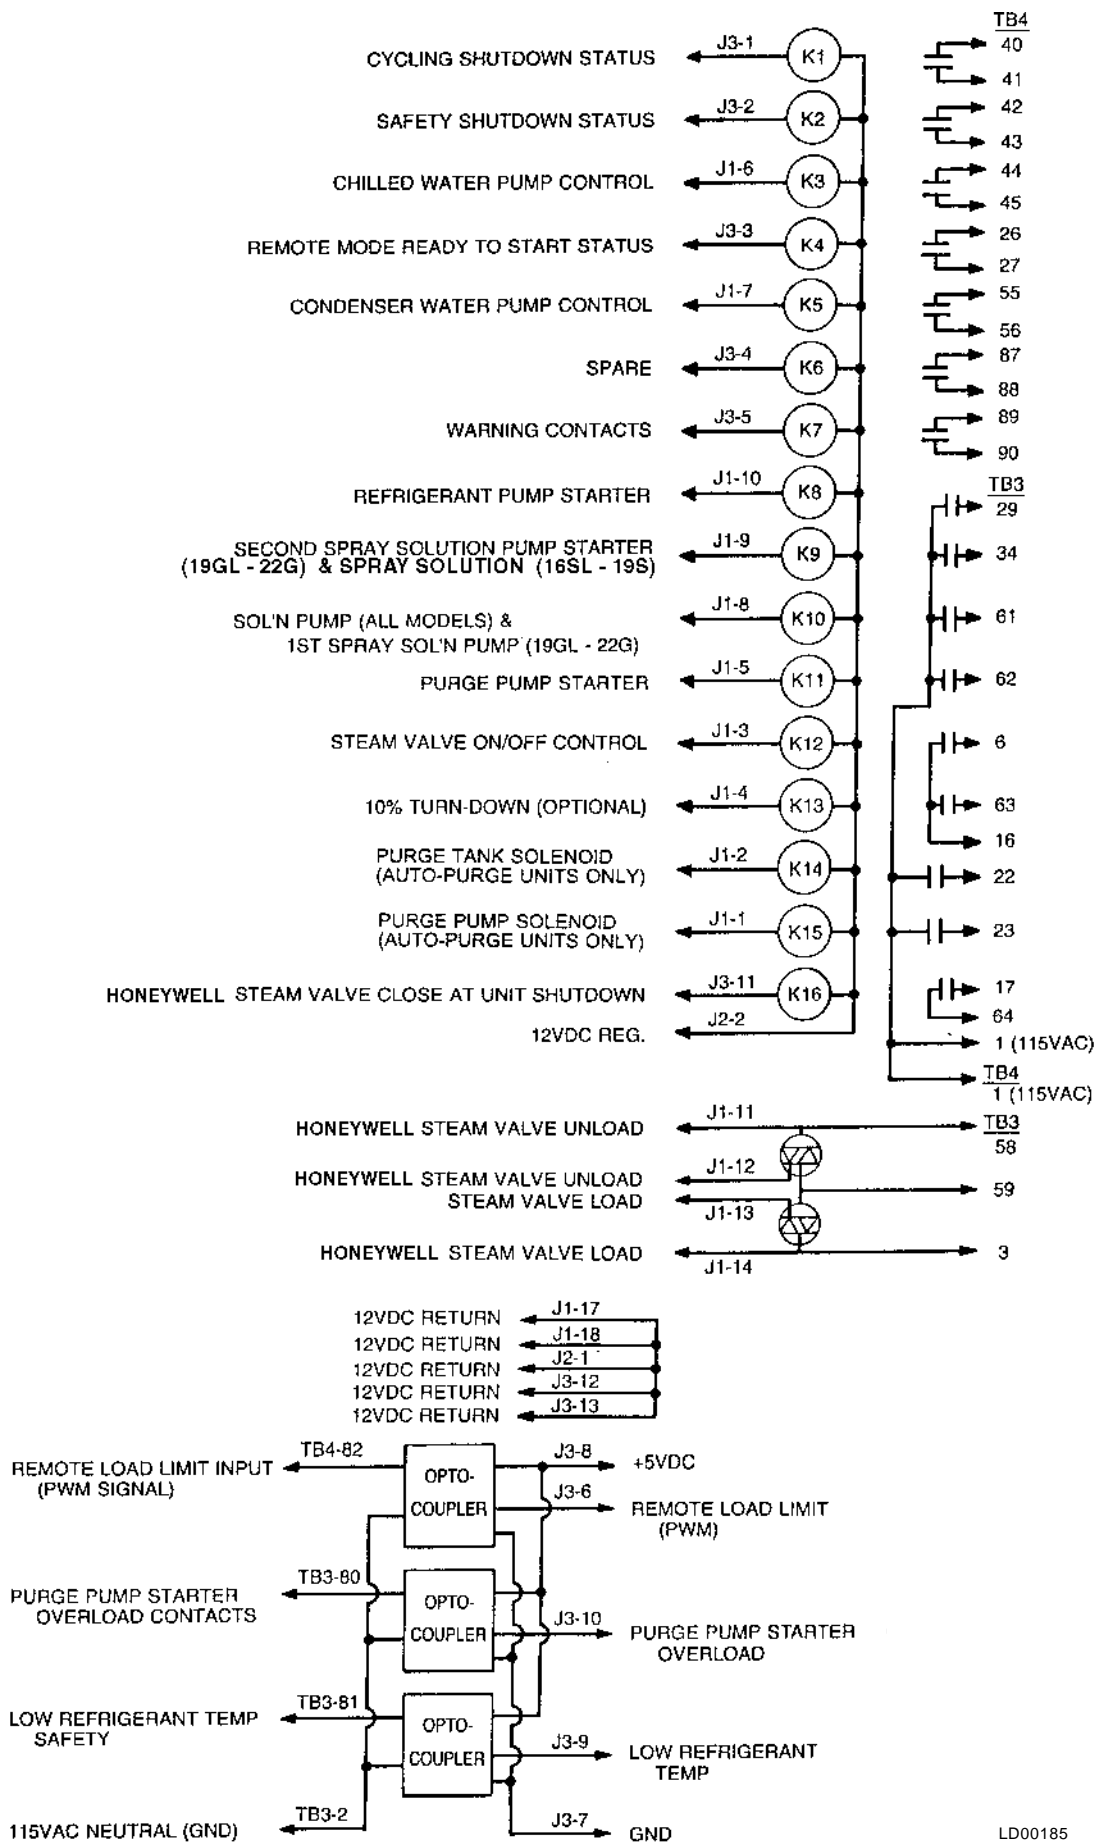 TB4
CYCLING SHUTDOWN STATUS J3-1 K1 40
41
SAFETY SHUTDOWN STATUS J3-2 K2 42
43
CHILLED WATER PUMP CONTROL J1-6 K3 44
45
REMOTE MODE READY TO START STATUS J3-3 K4 26
27
CONDENSER WATER PUMP CONTROL J1-7 K5 55
56
SPARE J3-4 K6 87
88
WARNING CONTACTS J3-5 K7 89
90
TB3
REFRIGERANT PUMP STARTER J1-10 K8 29
SECOND SPRAY SOLUTION PUMP STARTER J1-9 K9 34
(19GL - 22G) & SPRAY SOLUTION (16SL - 19S)
SOL'N PUMP (ALL MODELS) & J1-8 K10 61
1ST SPRAY SOL'N PUMP (19GL - 22G)
PURGE PUMP STARTER J1-5 K11 62
STEAM VALVE ON/OFF CONTROL J1-3 K12 6
10% TURN-DOWN (OPTIONAL) J1-4 K13 63
16
PURGE TANK SOLENOID J1-2 K14 22
(AUTO-PURGE UNITS ONLY)
PURGE PUMP SOLENOID J1-1 K15 23
(AUTO-PURGE UNITS ONLY)
HONEYWELL STEAM VALVE CLOSE AT UNIT SHUTDOWN J3-11 K16 17
64
12VDC REG. J2-2 1 (115VAC)
TB4
1 (115VAC)
HONEYWELL STEAM VALVE UNLOAD J1-11 TB3
58
HONEYWELL STEAM VALVE UNLOAD J1-12 59
STEAM VALVE LOAD J1-13
HONEYWELL STEAM VALVE LOAD J1-14 3
12VDC RETURN J1-17
12VDC RETURN J1-18
12VDC RETURN J2-1
12VDC RETURN J3-12
12VDC RETURN J3-13
REMOTE LOAD LIMIT INPUT TB4-82 OPTO- J3-8 +5VDC
(PWM SIGNAL)
COUPLER J3-6 REMOTE LOAD LIMIT
(PWM)
PURGE PUMP STARTER TB3-80 OPTO-
OVERLOAD CONTACTS
COUPLER J3-10 PURGE PUMP STARTER
OVERLOAD
LOW REFRIGERANT TEMP TB3-81 OPTO-
SAFETY
COUPLER J3-9 LOW REFRIGERANT
TEMP
115VAC NEUTRAL (GND) TB3-2 J3-7 GND
LD00185